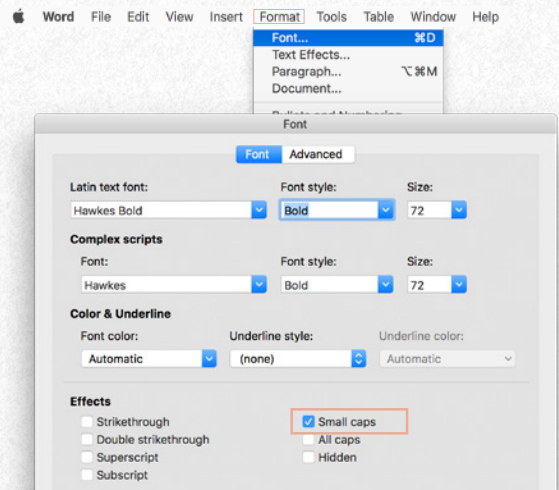 Word File Edit View Insert Format Tools Table Window Help
Font... ⌘D
Text Effects...
Paragraph... ⌥⌘M
Document...
Bullets and Numbering...
Font
Font Advanced
Latin text font: Font style: Size:
Hawkes Bold Bold 72
Complex scripts
Font: Font style: Size:
Hawkes Bold 72
Color & Underline
Font color: Underline style: Underline color:
Automatic (none) Automatic
Effects
Strikethrough Small caps
Double strikethrough All caps
Superscript Hidden
Subscript